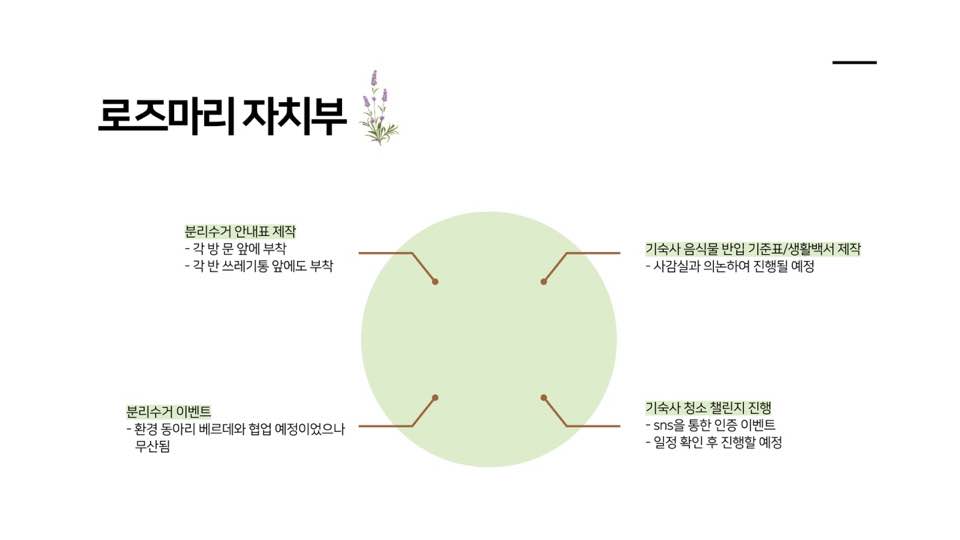 로즈마리 자치부
분리수거 안내표 제작
- 각 방 문 앞에 부착
- 각 반 쓰레기통 앞에도 부착
기숙사 음식물 반입 기준표/생활백서 제작
- 사감실과 의논하여 진행될 예정
분리수거 이벤트
- 환경 동아리 베르데와 협업 예정이었으나
무산됨
기숙사 청소 챌린지 진행
- sns을 통한 인증 이벤트
- 일정 확인 후 진행할 예정